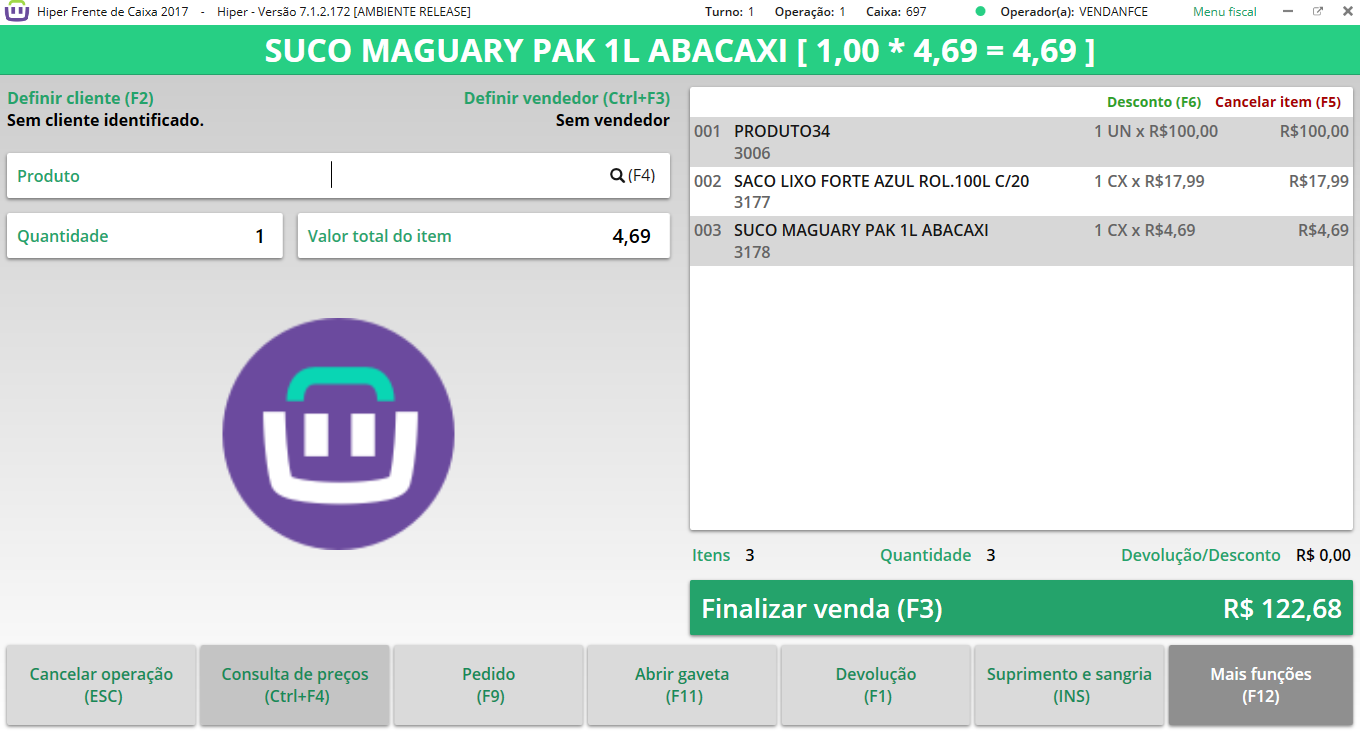 Hiper Frente de Caixa 2017 - Hiper - Versão 7.1.2.172 [AMBIENTE RELEASE] Turno: 1 Operação: 1 Caixa: 697 Operador(a): VENDANFCE Menu fiscal
SUCO MAGUARY PAK 1L ABACAXI [ 1,00 * 4,69 = 4,69 ]
Definir cliente (F2) Definir vendedor (Ctrl+F3)
Sem cliente identificado. Sem vendedor
Produto (F4)
Quantidade 1 Valor total do item 4,69
Desconto (F6) Cancelar item (F5)
001 PRODUTO34 1 UN x R$100,00 R$100,00
3006
002 SACO LIXO FORTE AZUL ROL.100L C/20 1 CX x R$17,99 R$17,99
3177
003 SUCO MAGUARY PAK 1L ABACAXI 1 CX x R$4,69 R$4,69
3178
Itens 3 Quantidade 3 Devolução/Desconto R$ 0,00
Finalizar venda (F3) R$ 122,68
Cancelar operação
(ESC)
Consulta de preços
(Ctrl+F4)
Pedido
(F9)
Abrir gaveta
(F11)
Devolução
(F1)
Suprimento e sangria
(INS)
Mais funções
(F12)